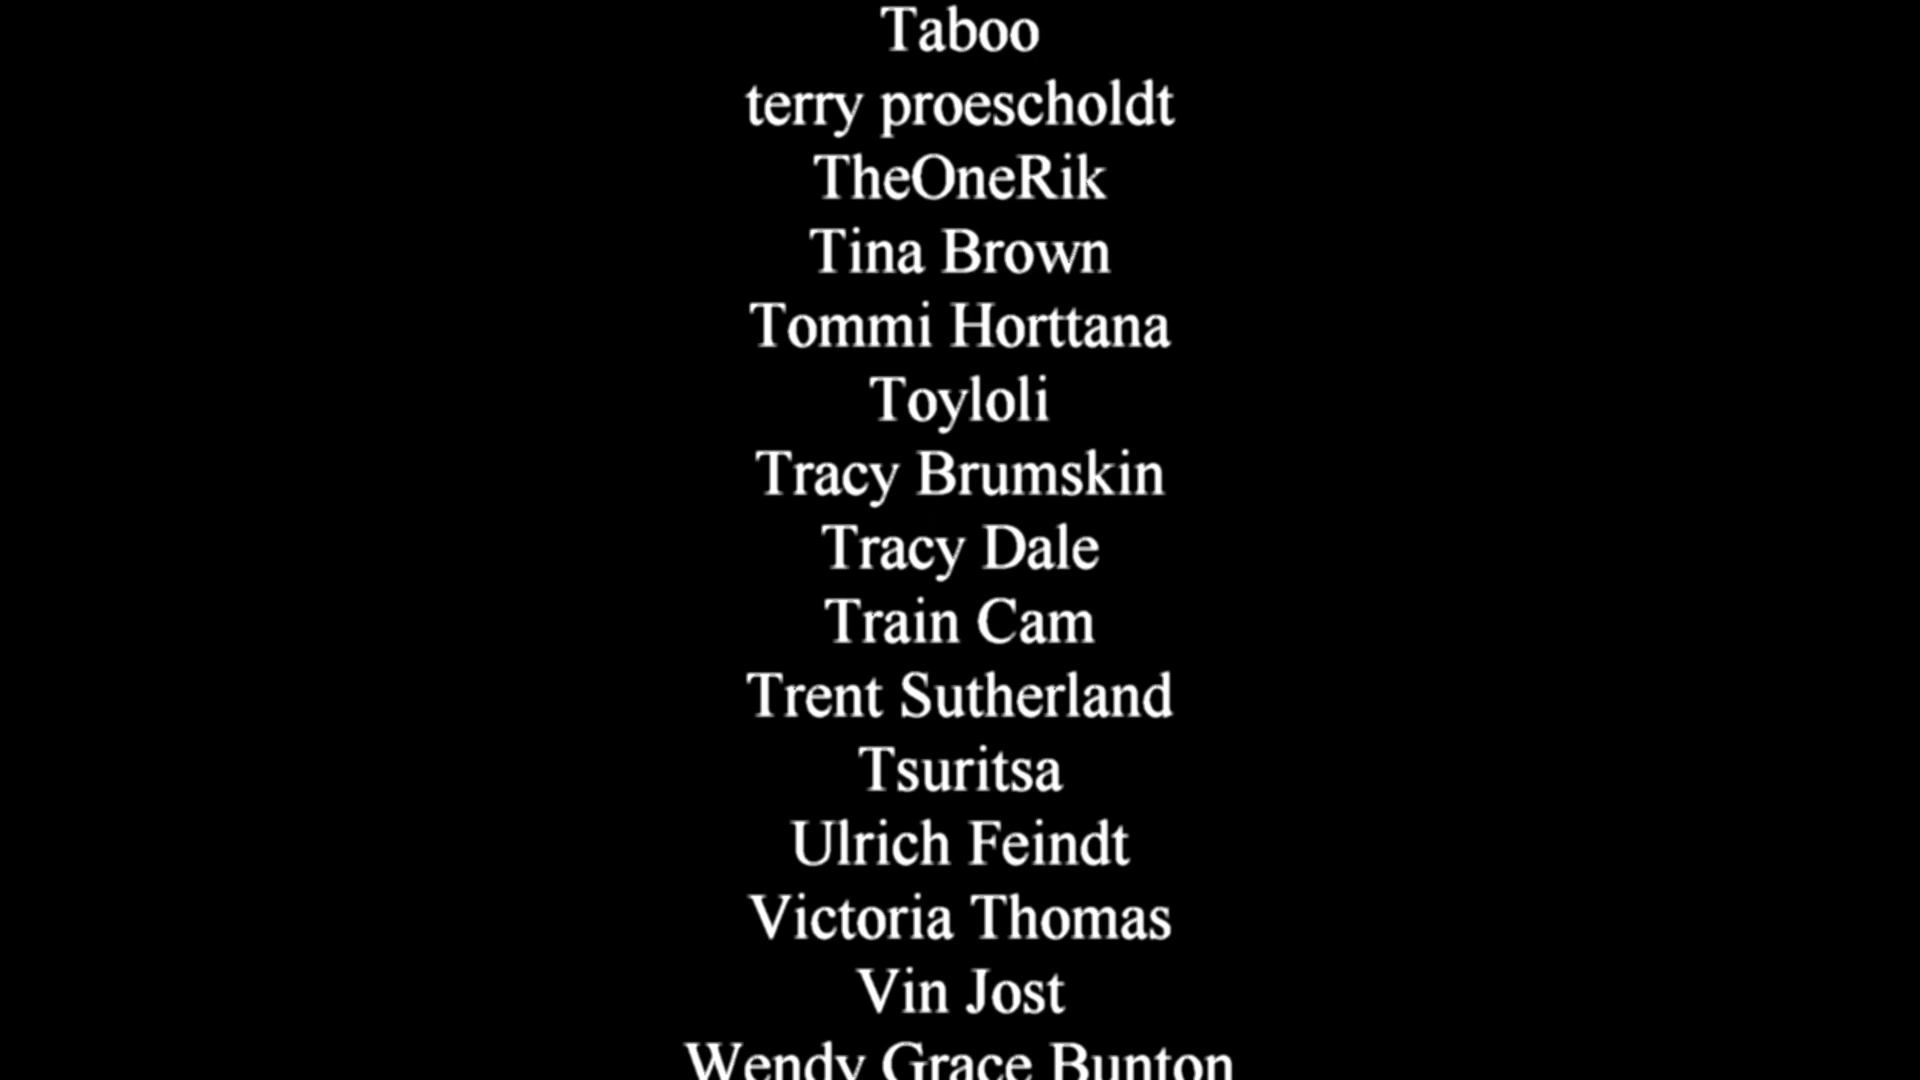 Taboo
terry proescholdt
TheOneRik
Tina Brown
Tommi Horttana
Toyloli
Tracy Brumskin
Tracy Dale
Train Cam
Trent Sutherland
Tsuritsa
Ulrich Feindt
Victoria Thomas
Vin Jost
Wendy Grace Bunton